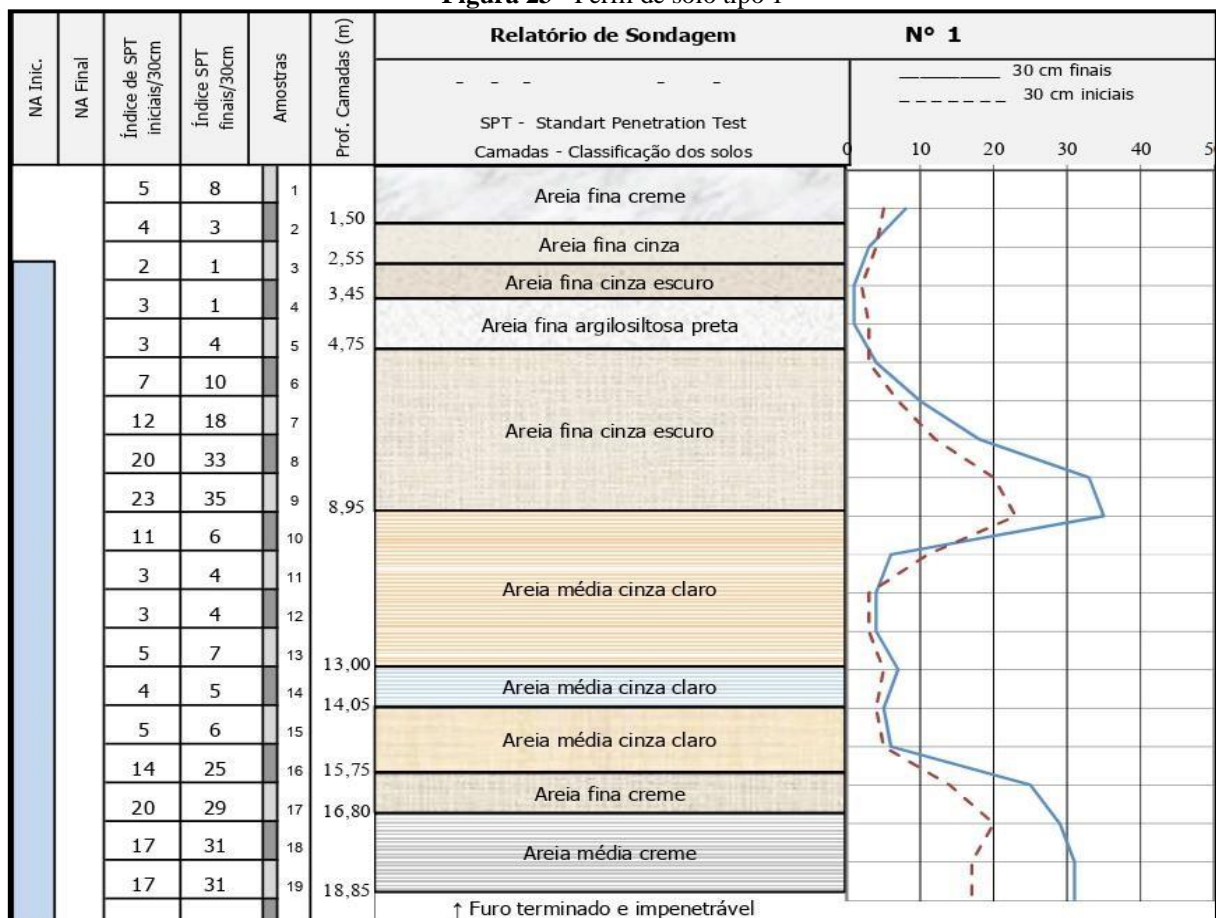 Figura 23 - Perfil de solo tipo 1
NA Inic.
NA Final
Índice de SPT
iniciais/30cm
Índice SPT
finais/30cm
Amostras
Prof. Camadas (m)
Relatório de Sondagem
N° 1
- - - - -
SPT - Standart Penetration Test
Camadas - Classificação dos solos
30 cm finais
30 cm iniciais
0 10 20 30 40 50
5 8 1
4 3 2
2 1 3
3 1 4
3 4 5
7 10 6
12 18 7
20 33 8
23 35 9
11 6 10
3 4 11
3 4 12
5 7 13
4 5 14
5 6 15
14 25 16
20 29 17
17 31 18
17 31 19
Areia fina creme
1,50
Areia fina cinza
2,55
Areia fina cinza escuro
3,45
Areia fina argilosiltosa preta
4,75
Areia fina cinza escuro
8,95
Areia média cinza claro
13,00
Areia média cinza claro
14,05
Areia média cinza claro
15,75
Areia fina creme
16,80
Areia média creme
18,85
↑ Furo terminado e impenetrável